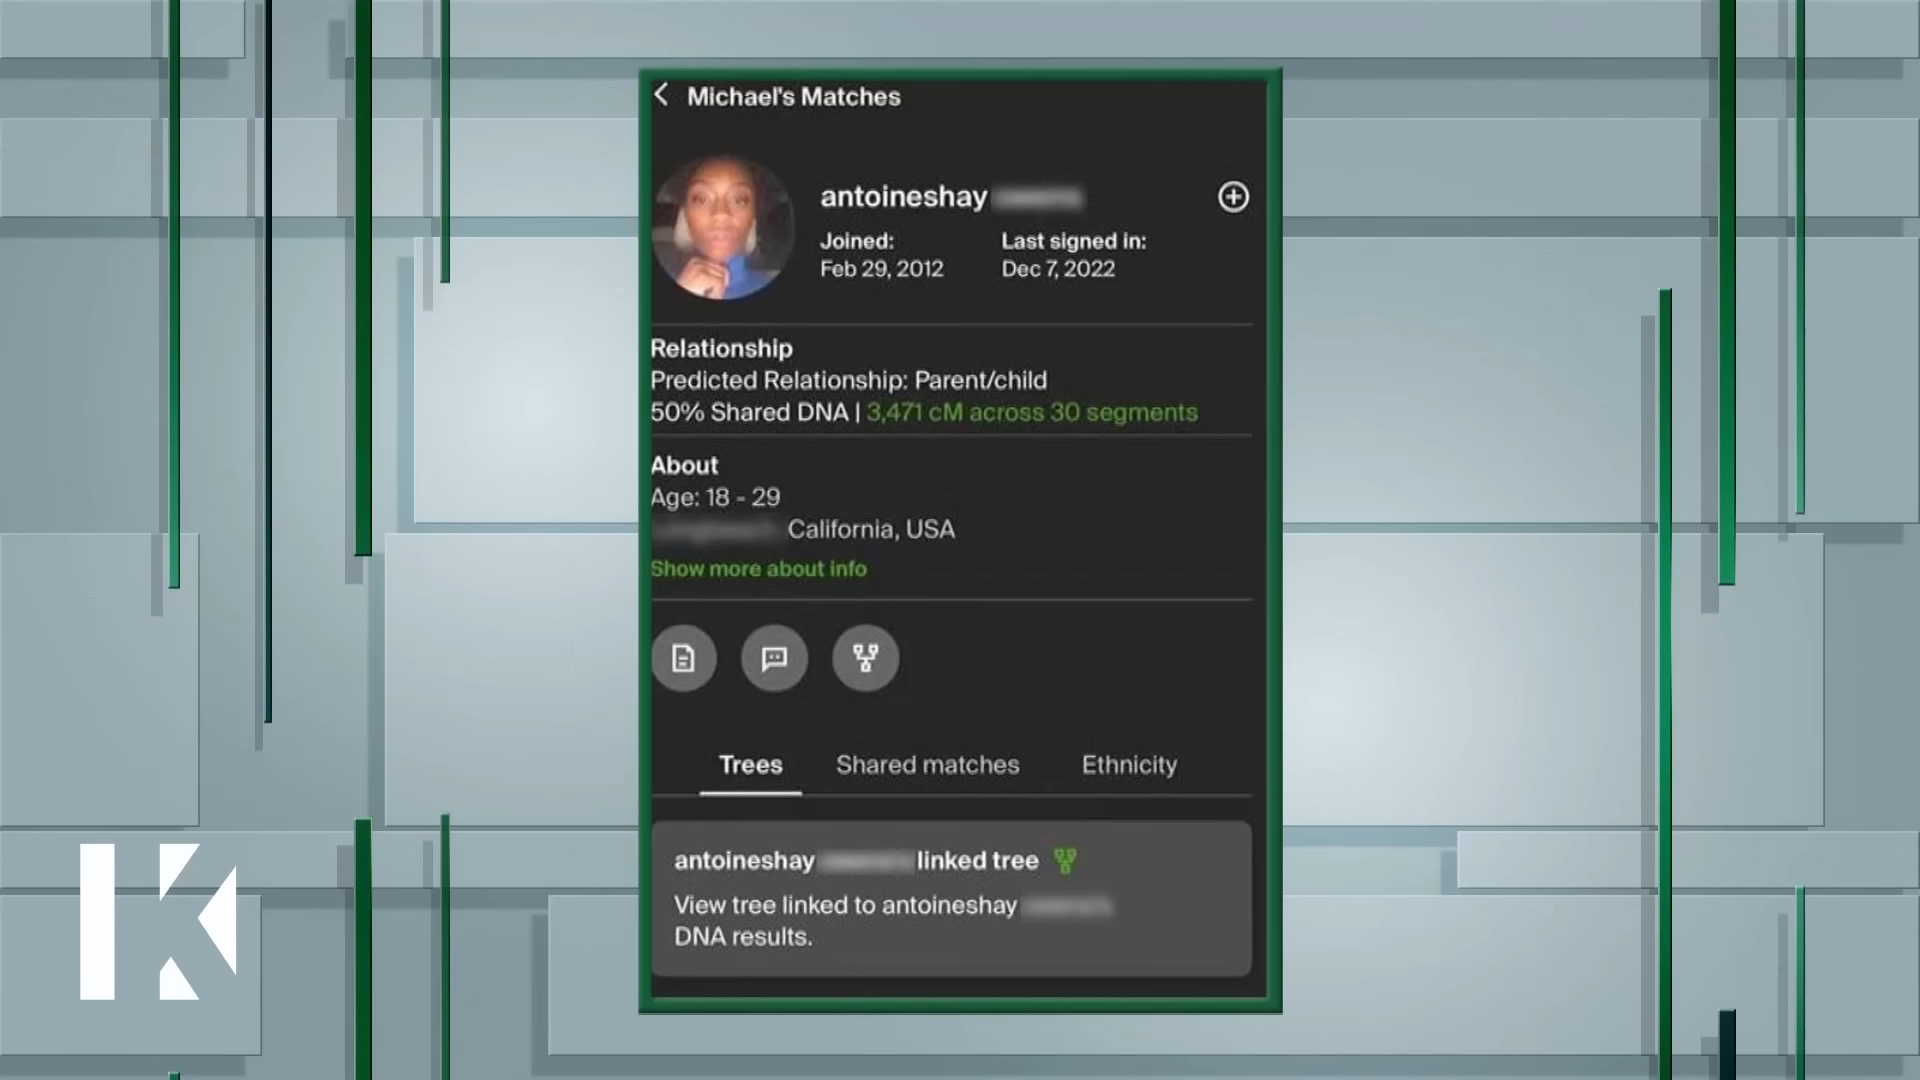 Michael's Matches
antoineshay
Joined:
Last signed in:
Feb 29, 2012
Dec 7, 2022
Relationship
Predicted Relationship: Parent/child
50% Shared DNA | 3,471 cM across 30 segments
About
Age: 18 - 29
California, USA
Show more about info
Trees
Shared matches
Ethnicity
antoineshay linked tree
View tree linked to antoineshay
DNA results.
K